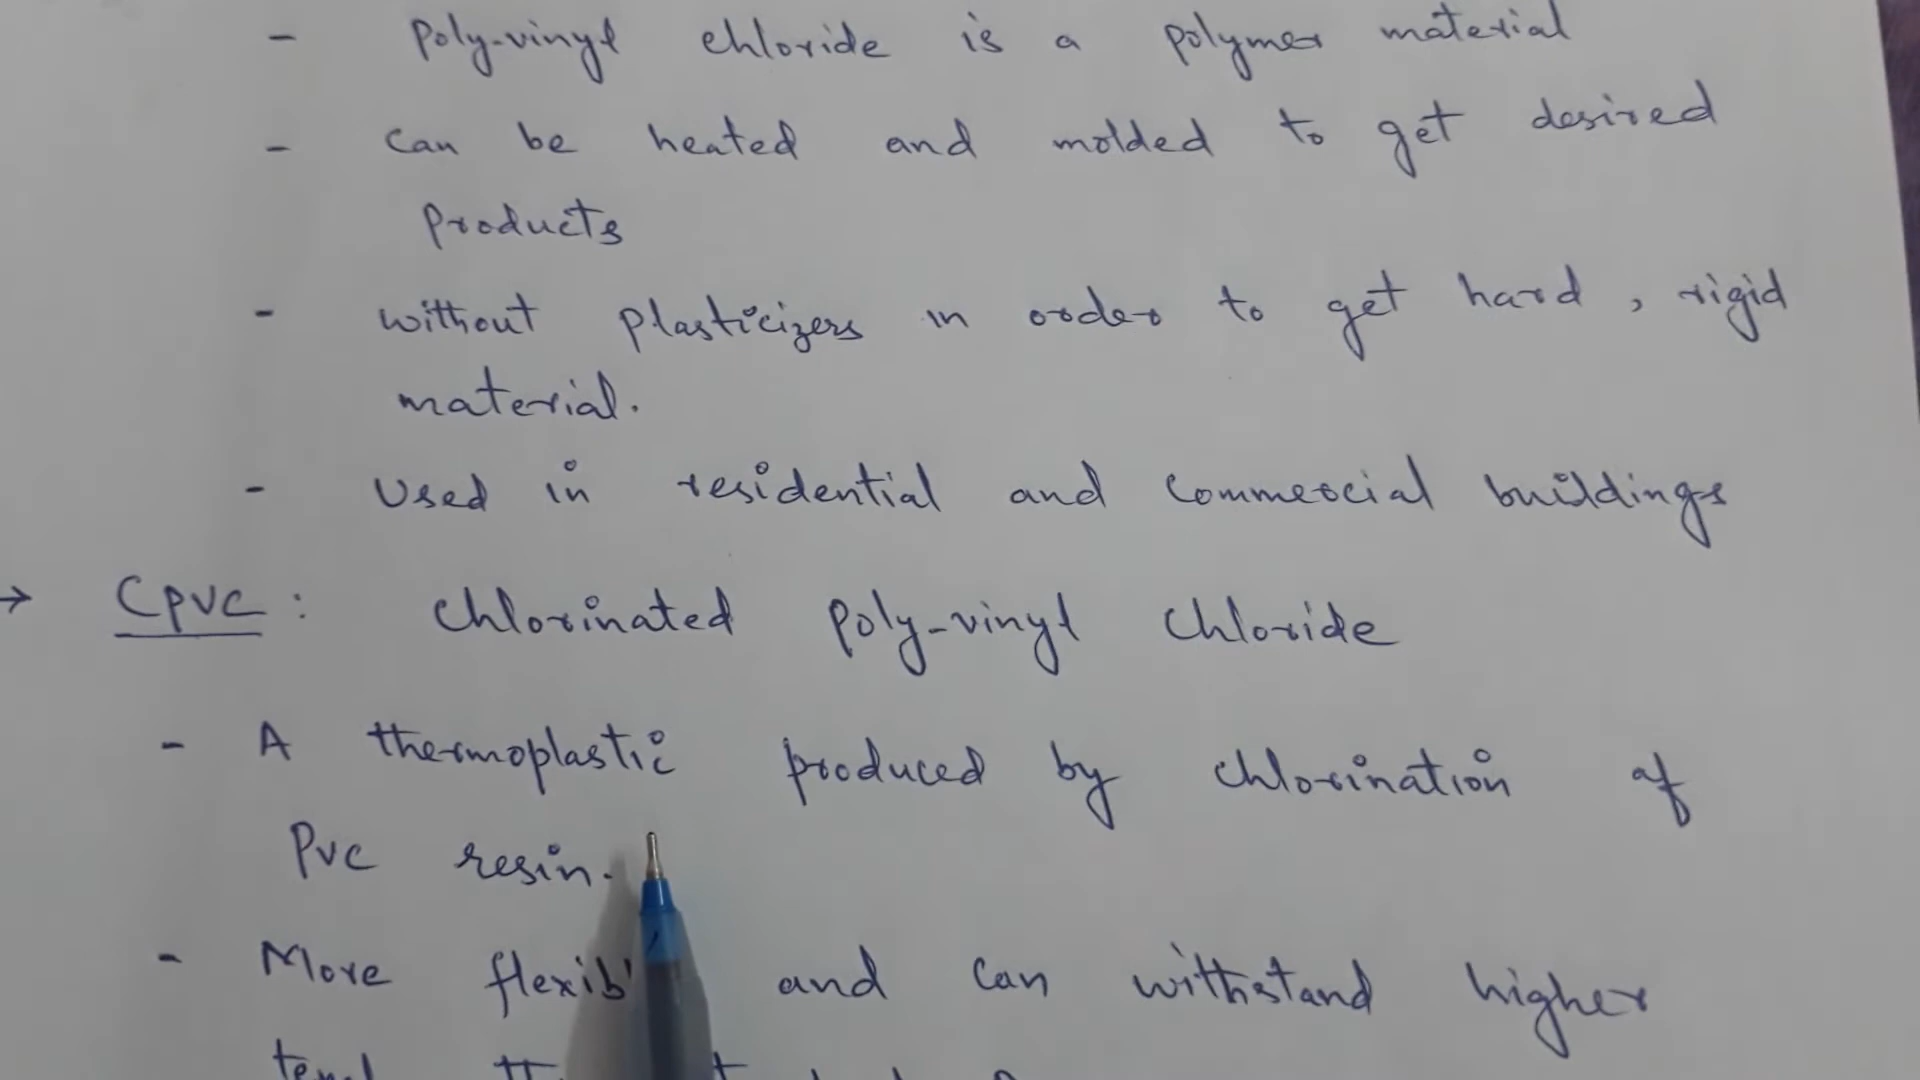 - Poly-vinyl chloride is a polymer material
- Can be heated and molded to get desired
products
- without plasticizers in order to get hard, rigid
material.
- Used in residential and Commercial buildings
→ CPVC: Chlorinated Poly-vinyl Chloride
- A thermoplastic produced by chlorination of
PVC resin.
- More and can withstand higher